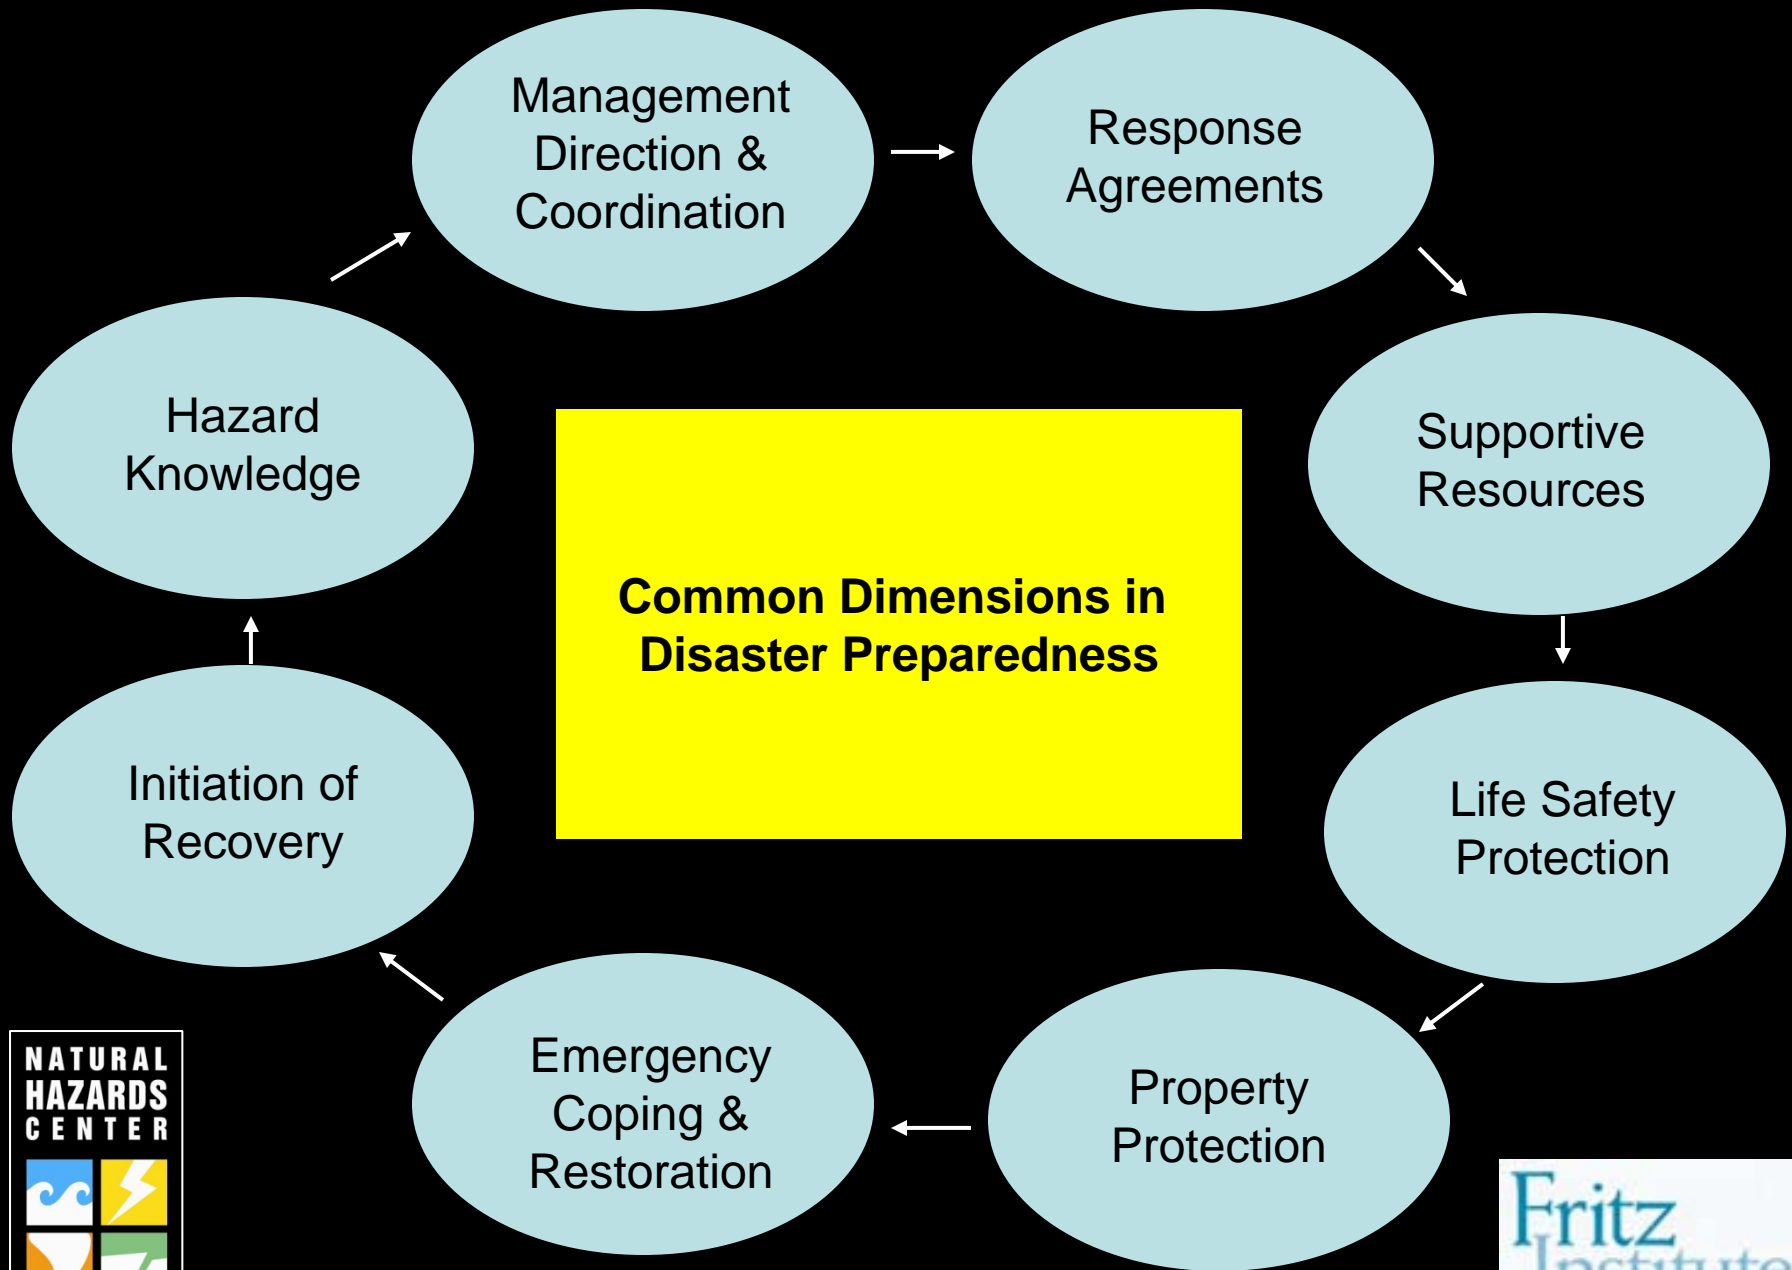 Management
Direction &
Coordination
Response
Agreements
Supportive
Resources
Life Safety
Protection
Property
Protection
Emergency
Coping &
Restoration
Initiation of
Recovery
Hazard
Knowledge
Common Dimensions in
Disaster Preparedness
NATURAL
HAZARDS
CENTER
Fritz
Institute